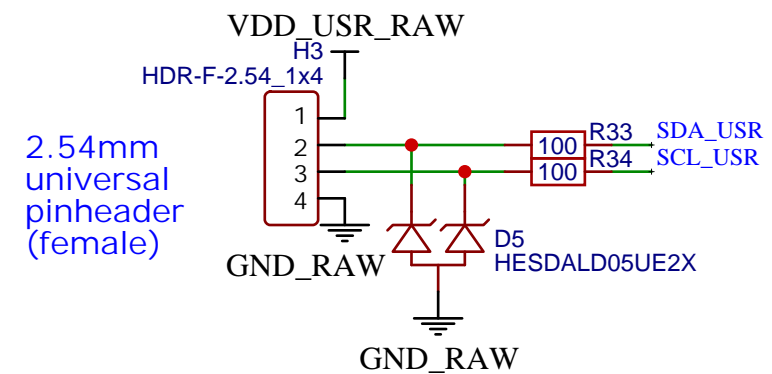 VDD_USR_RAW
H3
HDR-F-2.54_1x4
1
2
3
4
2.54mm
universal
pinheader
(female)
100
R33
SDA_USR
100
R34
SCL_USR
GND_RAW
D5
HESDALD05UE2X
GND_RAW